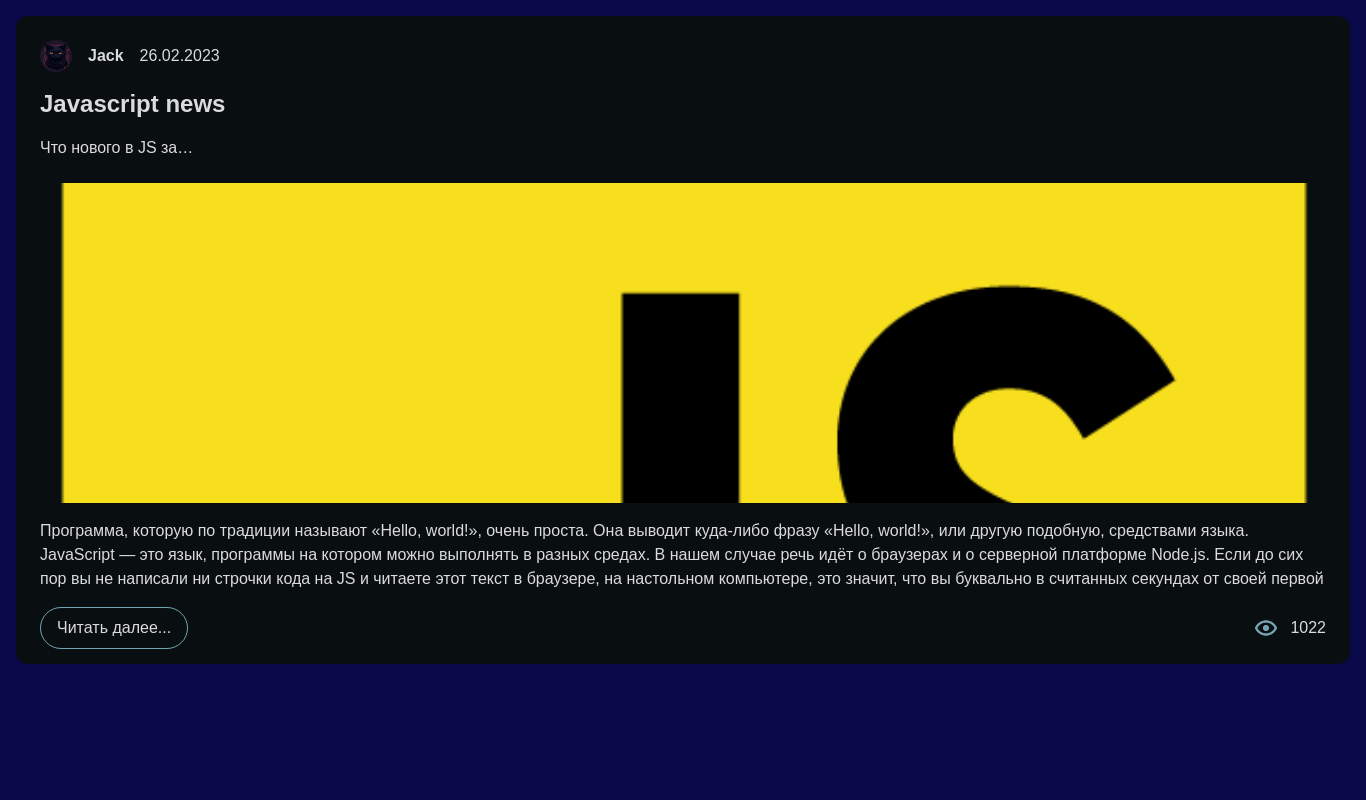 Jack 26.02.2023
Javascript news
Что нового в JS за…
JS
Программа, которую по традиции называют «Hello, world!», очень проста. Она выводит куда-либо фразу «Hello, world!», или другую подобную, средствами языка.
JavaScript — это язык, программы на котором можно выполнять в разных средах. В нашем случае речь идёт о браузерах и о серверной платформе Node.js. Если до сих
пор вы не написали ни строчки кода на JS и читаете этот текст в браузере, на настольном компьютере, это значит, что вы буквально в считанных секундах от своей первой
Читать далее... 1022